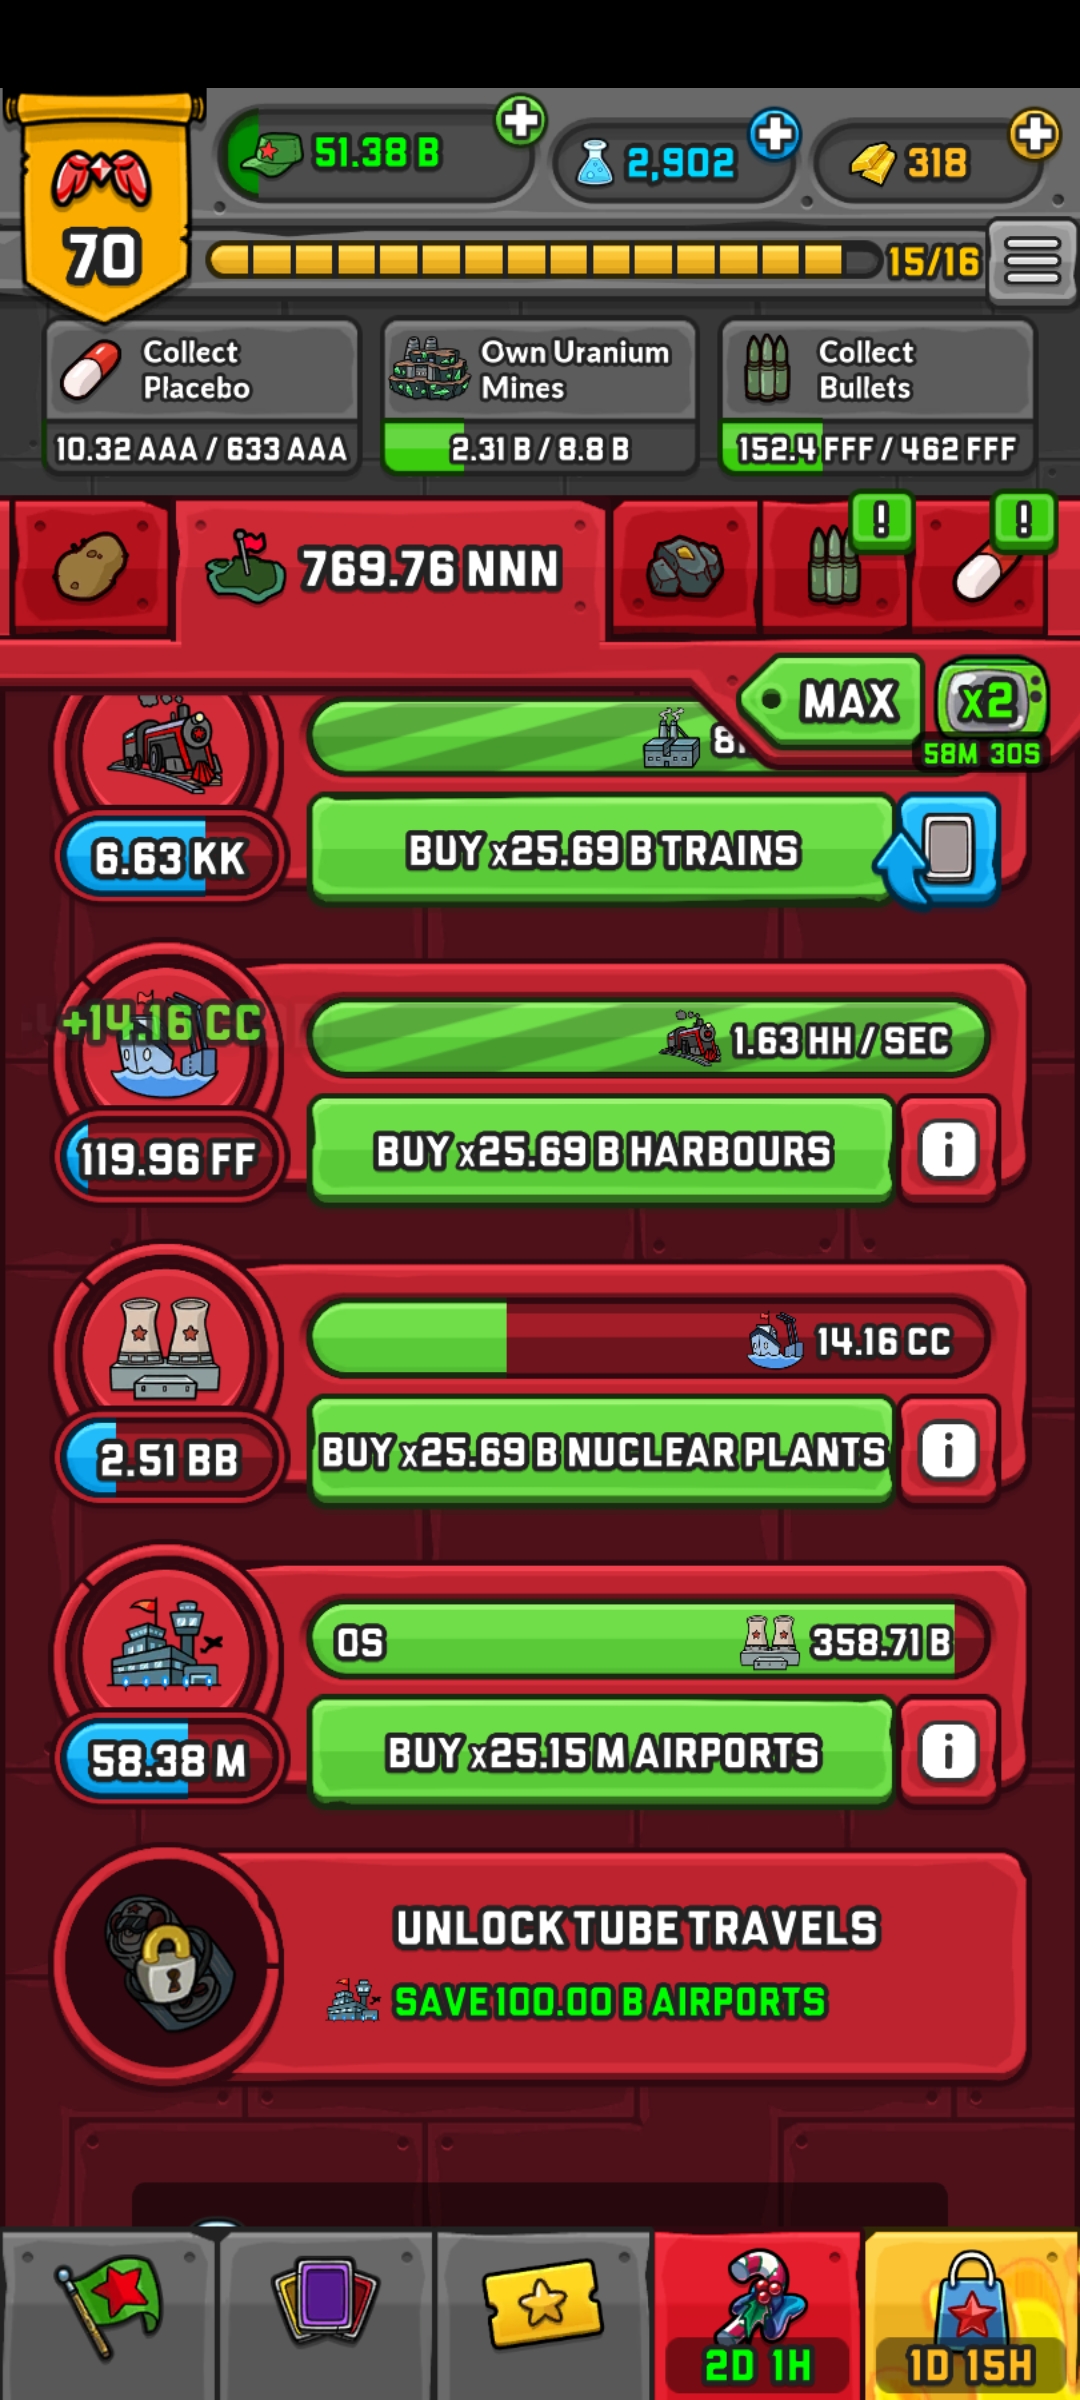 51.38 B
2,902
318
70
15/16
Collect
Placebo
10.32 AAA / 633 AAA
Own Uranium
Mines
2.31 B / 8.8 B
Collect
Bullets
152.4 FFF / 462 FFF
769.76 NNN
!
!
MAX
x2
58M 30S
6.63 KK
BUY x25.69 B TRAINS
+14.16 CC
1.63 HH / SEC
119.96 FF
BUY x25.69 B HARBOURS
i
14.16 CC
2.51 BB
BUY x25.69 B NUCLEAR PLANTS
i
0S
358.71 B
58.38 M
BUY x25.15 M AIRPORTS
i
UNLOCK TUBE TRAVELS
SAVE 100.00 B AIRPORTS
2D 1H
1D 15H